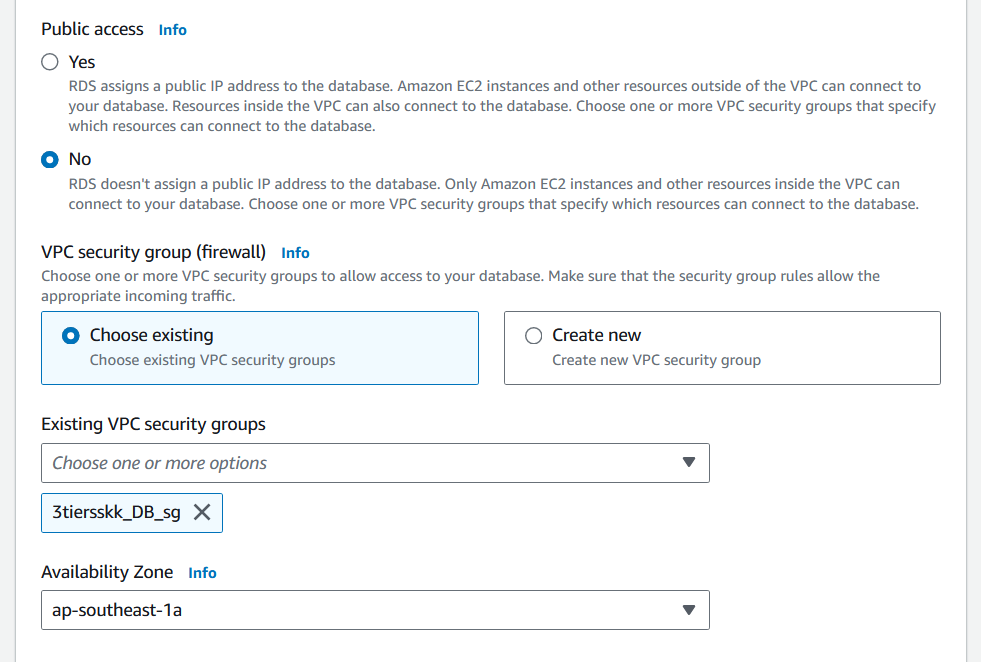 Public access Info
Yes
RDS assigns a public IP address to the database. Amazon EC2 instances and other resources outside of the VPC can connect to
your database. Resources inside the VPC can also connect to the database. Choose one or more VPC security groups that specify
which resources can connect to the database.
No
RDS doesn't assign a public IP address to the database. Only Amazon EC2 instances and other resources inside the VPC can
connect to your database. Choose one or more VPC security groups that specify which resources can connect to the database.
VPC security group (firewall) Info
Choose one or more VPC security groups to allow access to your database. Make sure that the security group rules allow the
appropriate incoming traffic.
Choose existing
Choose existing VPC security groups
Create new
Create new VPC security group
Existing VPC security groups
Choose one or more options
3tiersskk_DB_sg
Availability Zone Info
ap-southeast-1a